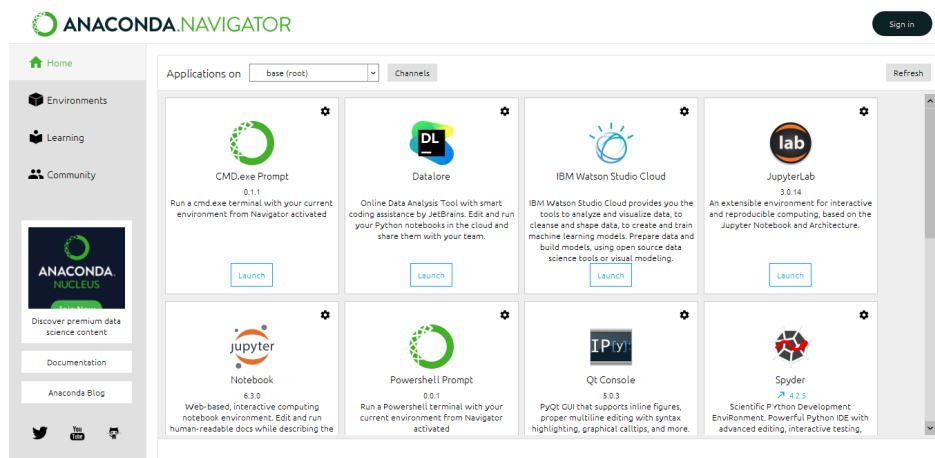 ANACONDA.NAVIGATOR
Sign in
Home
Environments
Learning
Community
ANACONDA.
NUCLEUS
Join Now
Discover premium data
science content
Documentation
Anaconda Blog
You
Tube
Applications on
base (root)
Channels
Refresh
CMD.exe Prompt
0.1.1
Run a cmd.exe terminal with your current
environment from Navigator activated
Launch
DL
Datalore
Online Data Analysis Tool with smart
coding assistance by JetBrains. Edit and run
your Python notebooks in the cloud and
share them with your team.
Launch
IBM Watson Studio Cloud
IBM Watson Studio Cloud provides you the
tools to analyze and visualize data, to
cleanse and shape data, to create and train
machine learning models. Prepare data and
build models, using open source data
science tools or visual modeling.
Launch
lab
JupyterLab
3.0.14
An extensible environment for interactive
and reproducible computing, based on the
Jupyter Notebook and Architecture.
Launch
jupyter
Notebook
6.3.0
Web-based, interactive computing
notebook environment. Edit and run
human-readable docs while describing the
Powershell Prompt
0.0.1
Run a Powershell terminal with your
current environment from Navigator
activated
IP[y]:
Qt Console
5.0.3
PyQt GUI that supports inline figures,
proper multiline editing with syntax
highlighting, graphical calltips, and more.
Spyder
4.2.5
Scientific PYthon Development
EnviRonment. Powerful Python IDE with
advanced editing, interactive testing,